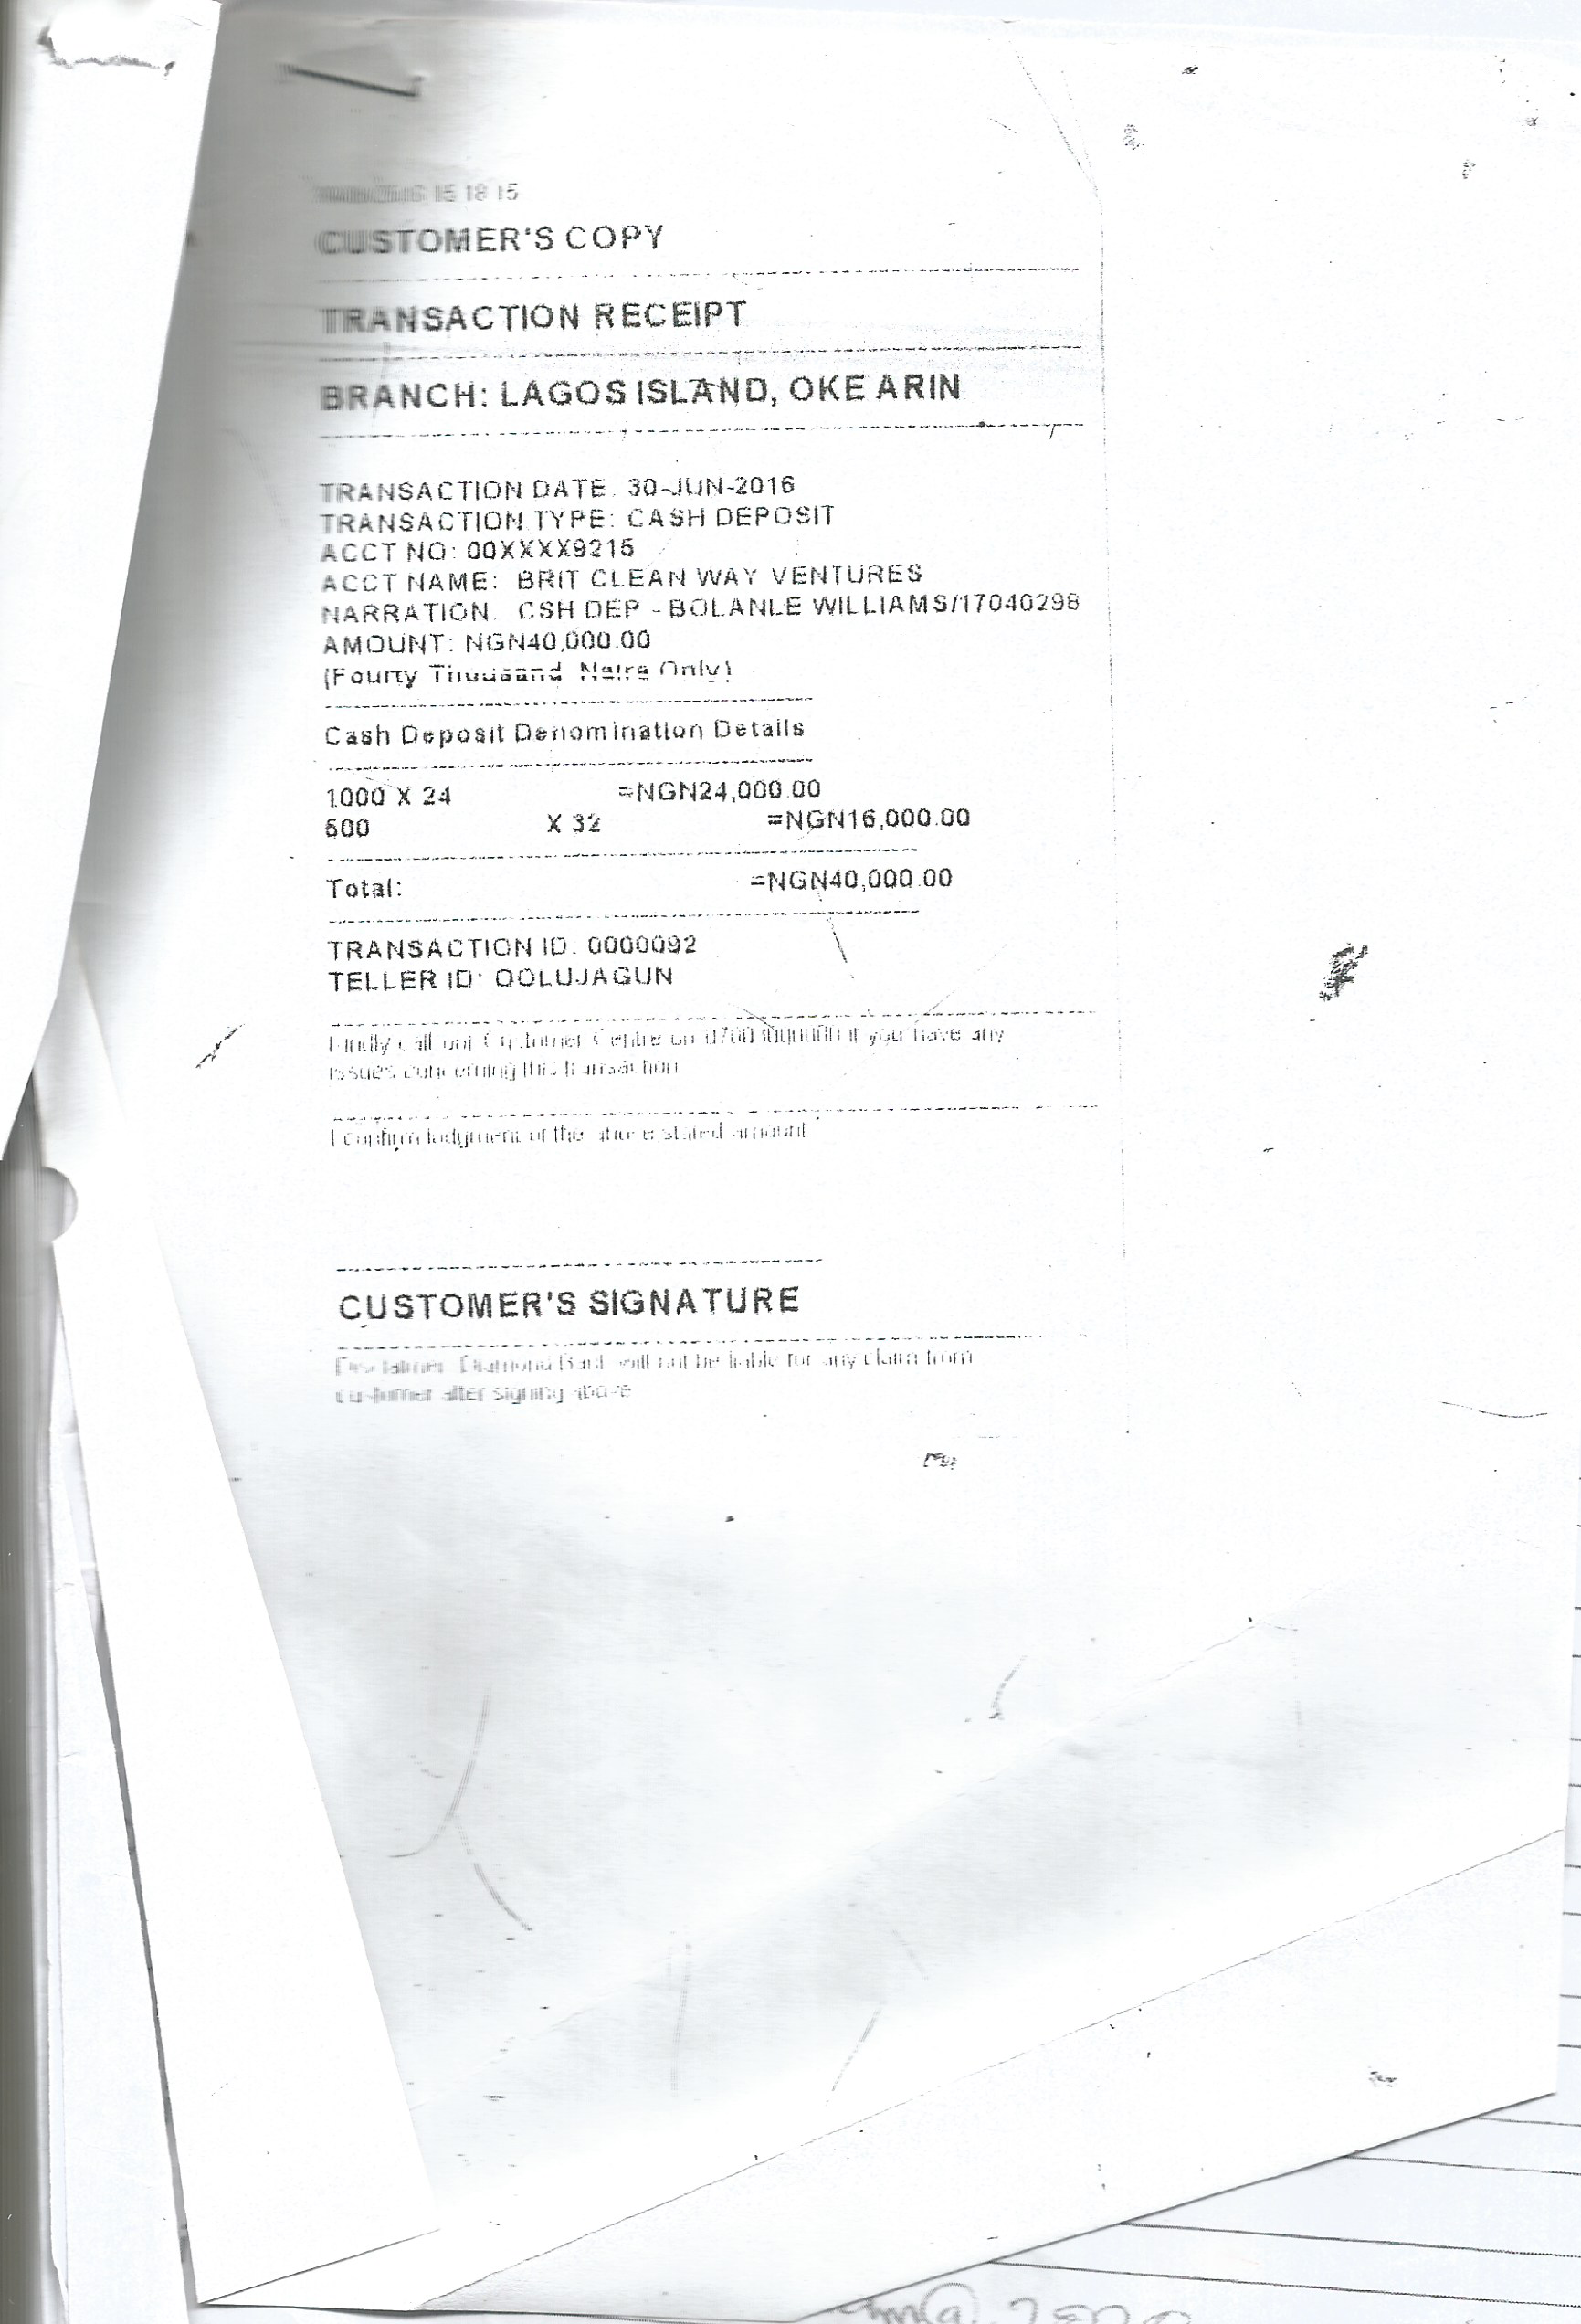 15 18 15
CUSTOMER'S COPY
TRANSACTION RECEIPT
BRANCH: LAGOS ISLAND, OKE ARIN
TRANSACTION DATE. 30-JUN-2016
TRANSACTION TYPE: CASH DEPOSIT
ACCT NO: 00XXXX9215
ACCT NAME: BRIT CLEAN WAY VENTURES
NARRATION. CSH DEP - BOLANLE WILLIAMS/17040298
AMOUNT: NGN40,000.00
(Fourty Thousand Naira Only)
Cash Deposit Denomination Details
1000 X 24 =NGN24,000.00
500 X 32 =NGN16,000.00
Total: =NGN40,000.00
TRANSACTION ID. 0000092
TELLER ID: OOLUJAGUN
Kindly call our Customer Centre on if you have any
issues concerning this transaction
I confirm lodgment of the above stated amount
CUSTOMER'S SIGNATURE
Disclaimer: Diamond Bank will not be liable for any claim from
customer after signing above